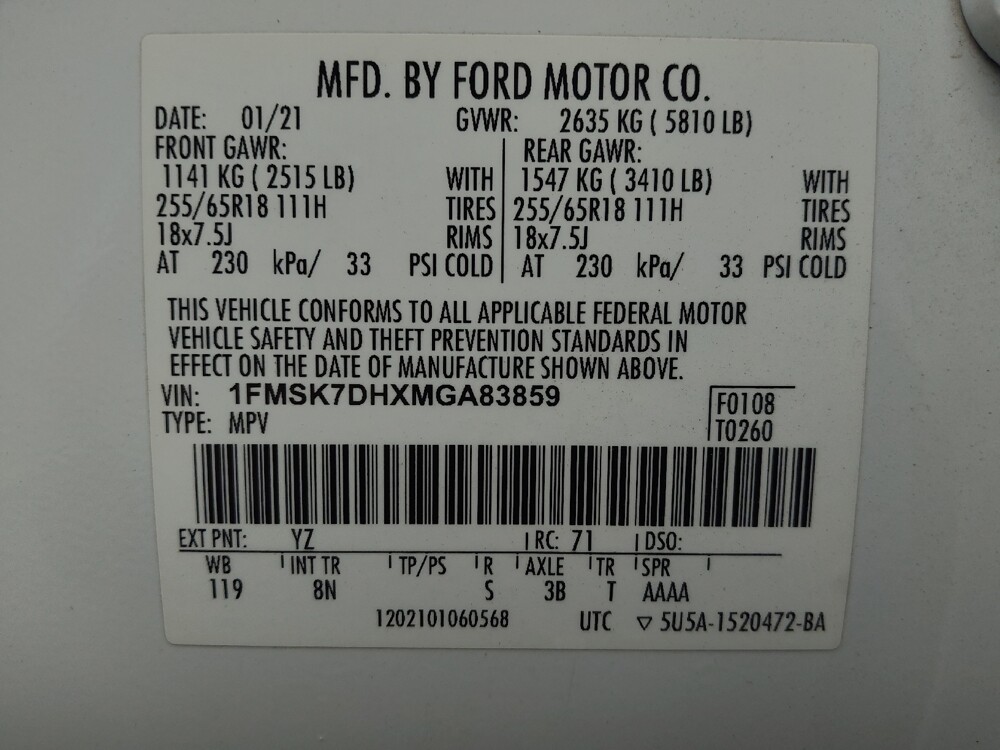 MFD. BY FORD MOTOR CO.
DATE: 01/21 GVWR: 2635 KG ( 5810 LB)
FRONT GAWR: REAR GAWR:
1141 KG ( 2515 LB) WITH 1547 KG ( 3410 LB) WITH
255/65R18 111H TIRES 255/65R18 111H TIRES
18x7.5J RIMS 18x7.5J RIMS
AT 230 kPa/ 33 PSI COLD AT 230 kPa/ 33 PSI COLD
THIS VEHICLE CONFORMS TO ALL APPLICABLE FEDERAL MOTOR
VEHICLE SAFETY AND THEFT PREVENTION STANDARDS IN
EFFECT ON THE DATE OF MANUFACTURE SHOWN ABOVE.
VIN: 1FMSK7DHXMGA83859 F0108
TYPE: MPV T0260
EXT PNT: YZ RC: 71 DSO:
WB INT TR TP/PS R AXLE TR SPR
119 8N S 3B T AAAA
1202101060568 UTC ▽ 5U5A-1520472-BA